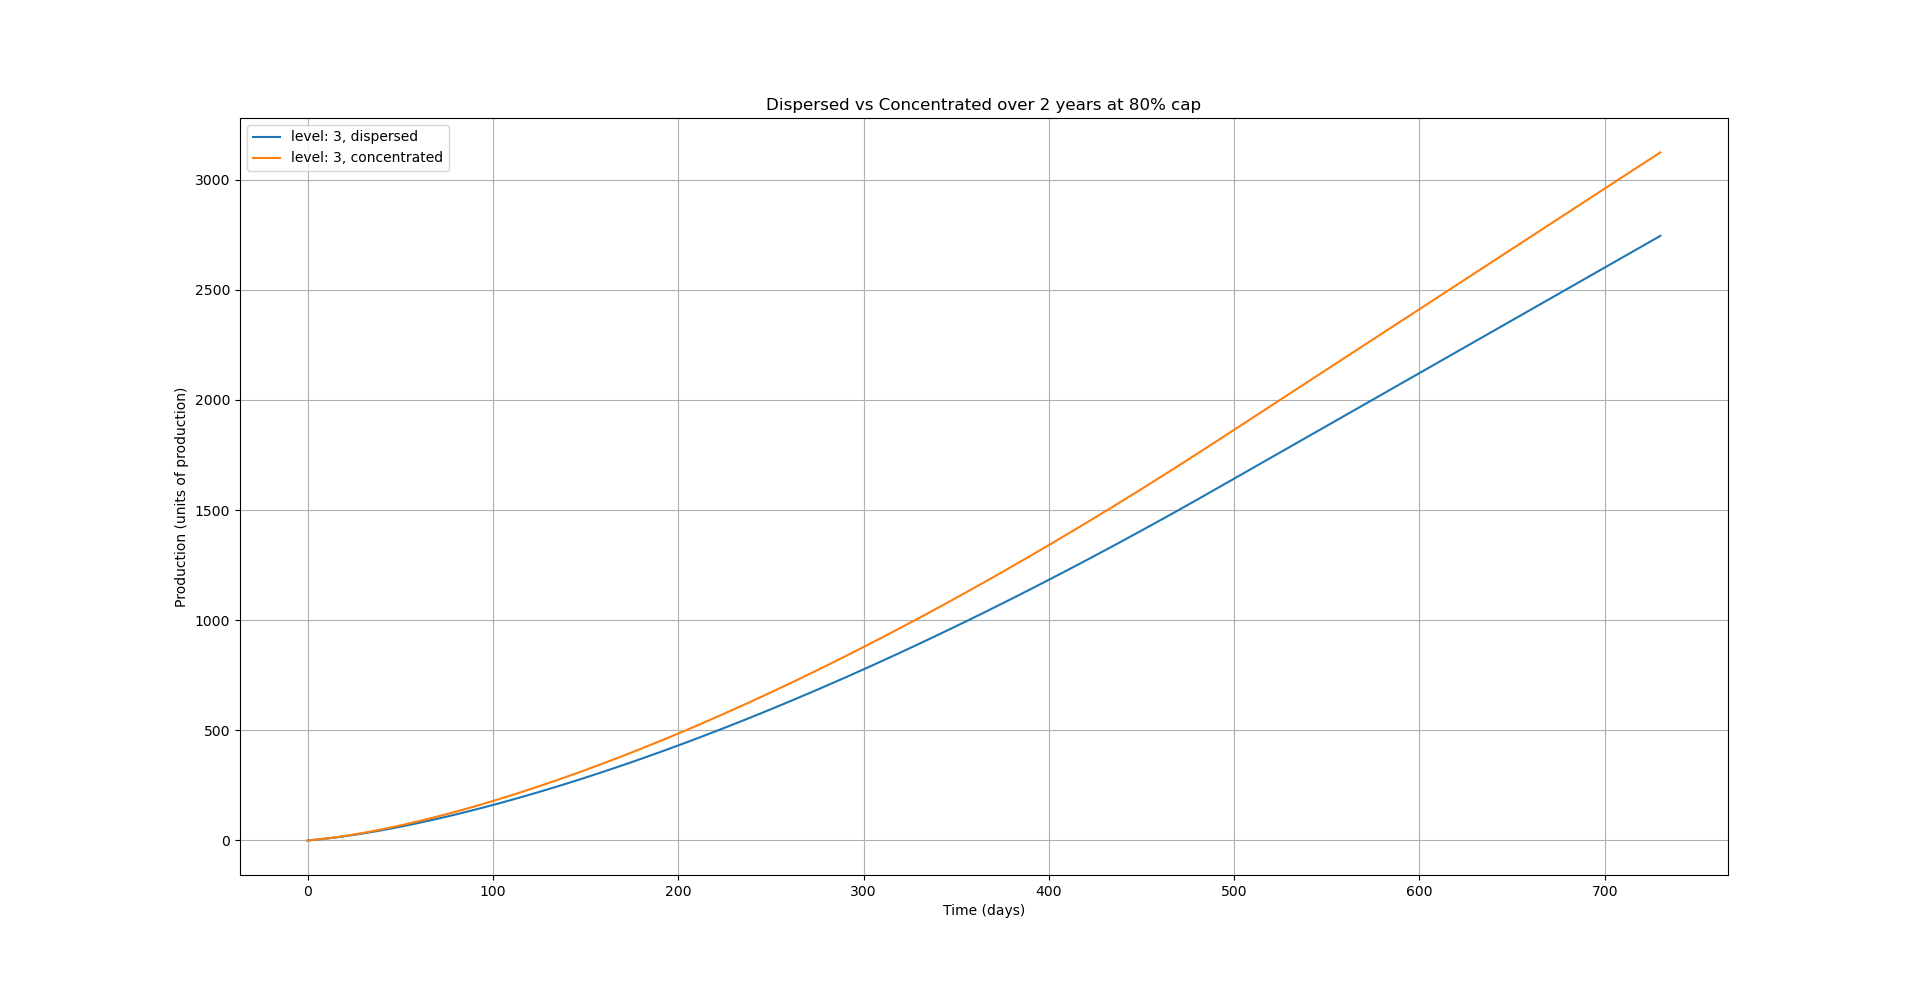 Dispersed vs Concentrated over 2 years at 80% cap
level: 3, dispersed
level: 3, concentrated
Production (units of production)
3000
2500
2000
1500
1000
500
0
0 100 200 300 400 500 600 700
Time (days)